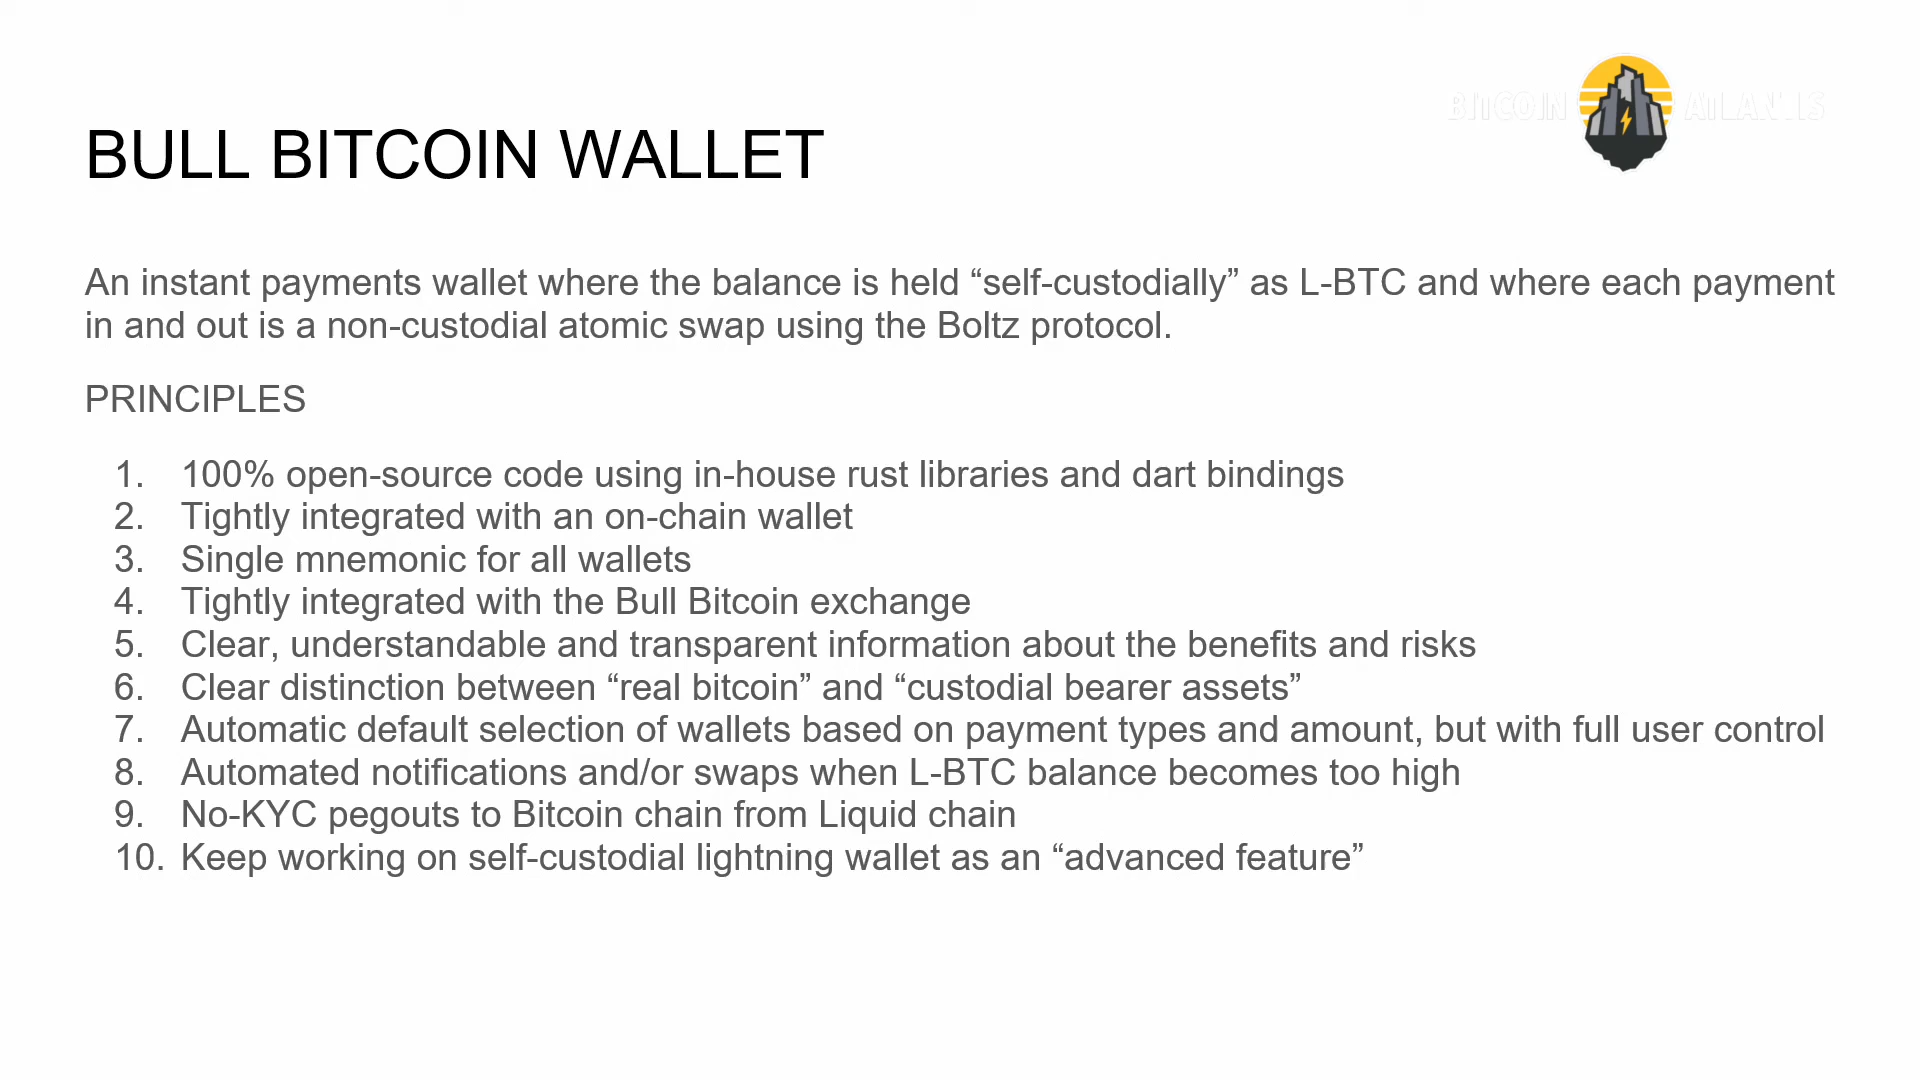 BITCOIN ATLANTIS
BULL BITCOIN WALLET
An instant payments wallet where the balance is held “self-custodially” as L-BTC and where each payment
in and out is a non-custodial atomic swap using the Boltz protocol.
PRINCIPLES
1. 100% open-source code using in-house rust libraries and dart bindings
2. Tightly integrated with an on-chain wallet
3. Single mnemonic for all wallets
4. Tightly integrated with the Bull Bitcoin exchange
5. Clear, understandable and transparent information about the benefits and risks
6. Clear distinction between “real bitcoin” and “custodial bearer assets”
7. Automatic default selection of wallets based on payment types and amount, but with full user control
8. Automated notifications and/or swaps when L-BTC balance becomes too high
9. No-KYC pegouts to Bitcoin chain from Liquid chain
10. Keep working on self-custodial lightning wallet as an “advanced feature”